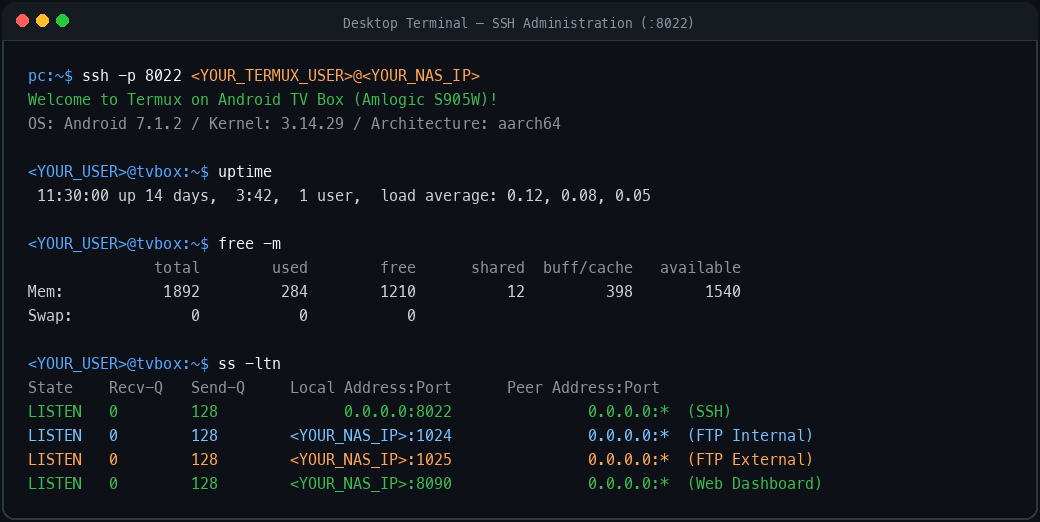 Desktop Terminal — SSH Administration (:8022)
pc:~$ ssh -p 8022 <YOUR_TERMUX_USER>@<YOUR_NAS_IP>
Welcome to Termux on Android TV Box (Amlogic S905W)!
OS: Android 7.1.2 / Kernel: 3.14.29 / Architecture: aarch64
<YOUR_USER>@tvbox:~$ uptime
11:30:00 up 14 days,  3:42,  1 user,  load average: 0.12, 0.08, 0.05
<YOUR_USER>@tvbox:~$ free -m
total        used        free      shared  buff/cache   available
Mem:           1892         284        1210          12         398        1540
Swap:             0           0           0
<YOUR_USER>@tvbox:~$ ss -ltn
State    Recv-Q   Send-Q     Local Address:Port      Peer Address:Port
LISTEN   0        128              0.0.0.0:8022               0.0.0.0:*  (SSH)
LISTEN   0        128        <YOUR_NAS_IP>:1024               0.0.0.0:*  (FTP Internal)
LISTEN   0        128        <YOUR_NAS_IP>:1025               0.0.0.0:*  (FTP External)
LISTEN   0        128        <YOUR_NAS_IP>:8090               0.0.0.0:*  (Web Dashboard)